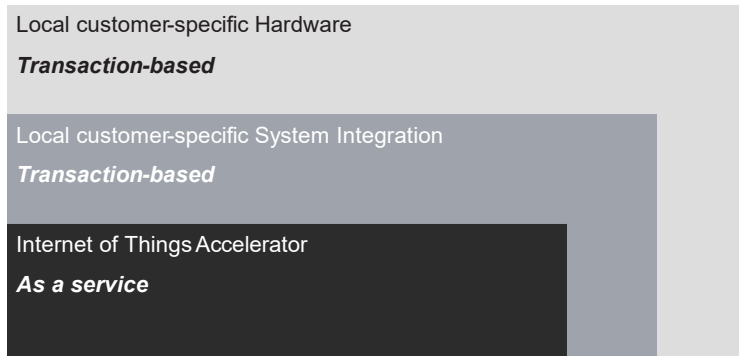 Local customer-specific Hardware
Transaction-based
Local customer-specific System Integration
Transaction-based
Internet of Things Accelerator
As a service